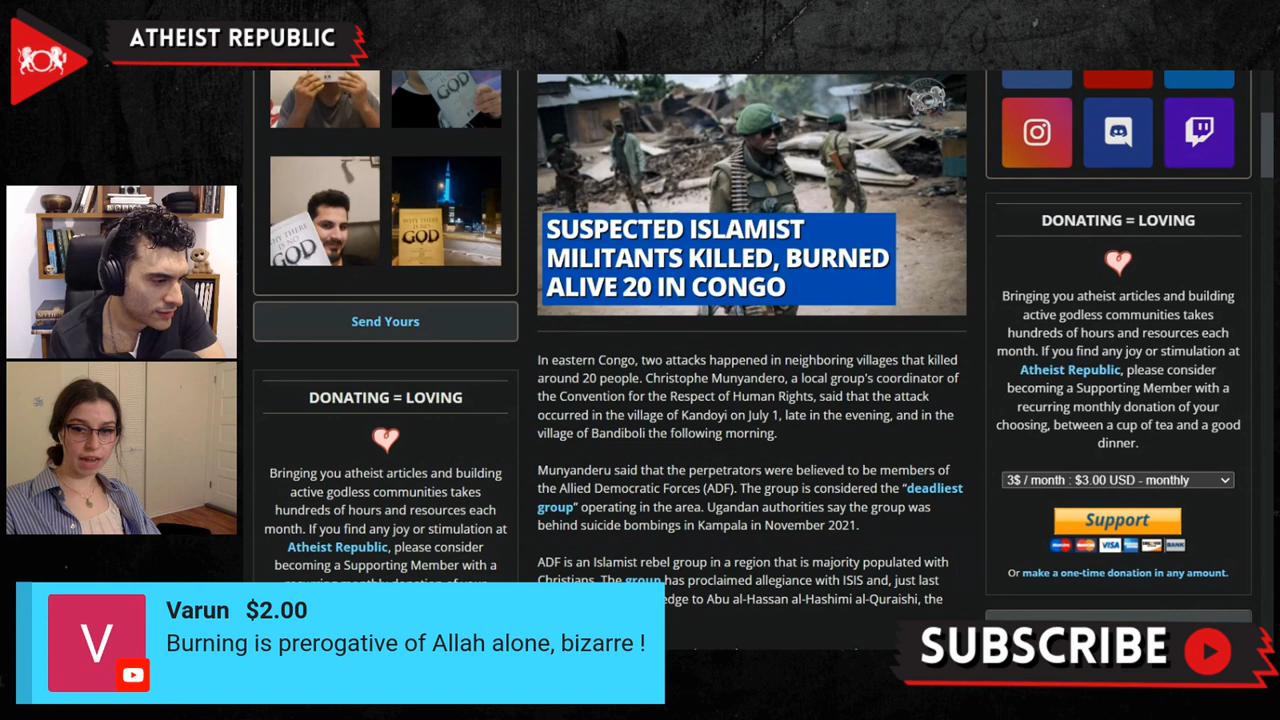 ATHEIST REPUBLIC
GOD
WHY THERE
IS NO
GOD
WHY THERE
IS NO
GOD
Send Yours
DONATING = LOVING
Bringing you atheist articles and building
active godless communities takes
hundreds of hours and resources each
month. If you find any joy or stimulation at
Atheist Republic, please consider
becoming a Supporting Member with a
SUSPECTED ISLAMIST
MILITANTS KILLED, BURNED
ALIVE 20 IN CONGO
In eastern Congo, two attacks happened in neighboring villages that killed
around 20 people. Christophe Munyandero, a local group's coordinator of
the Convention for the Respect of Human Rights, said that the attack
occurred in the village of Kandoyi on July 1, late in the evening, and in the
village of Bandiboli the following morning.
Munyanderu said that the perpetrators were believed to be members of
the Allied Democratic Forces (ADF). The group is considered the “deadliest
group” operating in the area. Ugandan authorities say the group was
behind suicide bombings in Kampala in November 2021.
ADF is an Islamist rebel group in a region that is majority populated with
Christians. The group has proclaimed allegiance with ISIS and, just last
edge to Abu al-Hassan al-Hashimi al-Quraishi, the
DONATING = LOVING
Bringing you atheist articles and building
active godless communities takes
hundreds of hours and resources each
month. If you find any joy or stimulation at
Atheist Republic, please consider
becoming a Supporting Member with a
recurring monthly donation of your
choosing, between a cup of tea and a good
dinner.
3$ / month : $3.00 USD - monthly
Support
VISA
BANK
Or make a one-time donation in any amount.
V
Varun $2.00
Burning is prerogative of Allah alone, bizarre !
SUBSCRIBE